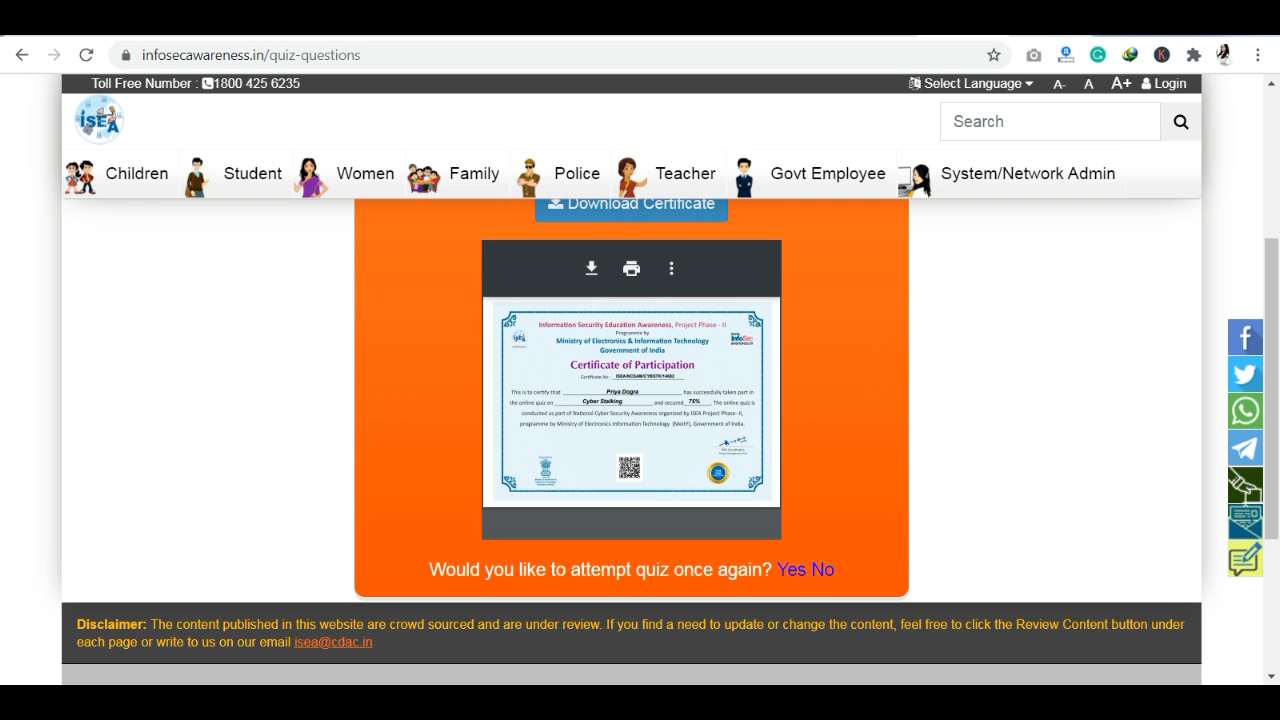 infosecawareness.in/quiz-questions
Toll Free Number : 1800 425 6235
Select Language A- A A+ Login
ISEA
Search
Children Student Women Family Police Teacher Govt Employee System/Network Admin
Download Certificate
Information Security Education Awareness, Project Phase - II
Programme by
Ministry of Electronics & Information Technology
Government of India
InfoSec
Certificate of Participation
Certificate No :
This is to certify that Priya Dogra has successfully taken part in
the online quiz on Cyber Stalking and secured 75% . The online quiz is
conducted as part of National Cyber Security Awareness organized by ISEA Project Phase- II,
programme by Ministry of Electronics Information Technology (MeitY), Government of India.
Would you like to attempt quiz once again? Yes No
Disclaimer: The content published in this website are crowd sourced and are under review. If you find a need to update or change the content, feel free to click the Review Content button under
each page or write to us on our email isea@cdac.in